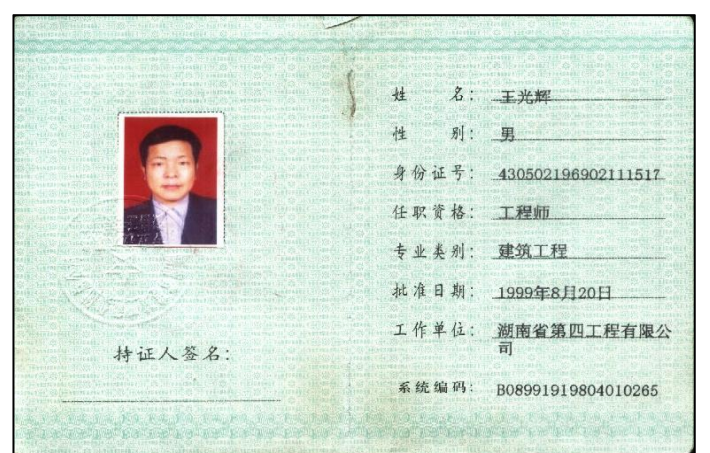 姓 名: 王光辉
性 别: 男
身份证号: 430502196902111517
任职资格: 工程师
专业类别: 建筑工程
批准日期: 1999年8月20日
工作单位: 湖南省第四工程有限公
司
持证人签名:
系统编码: B08991919804010265